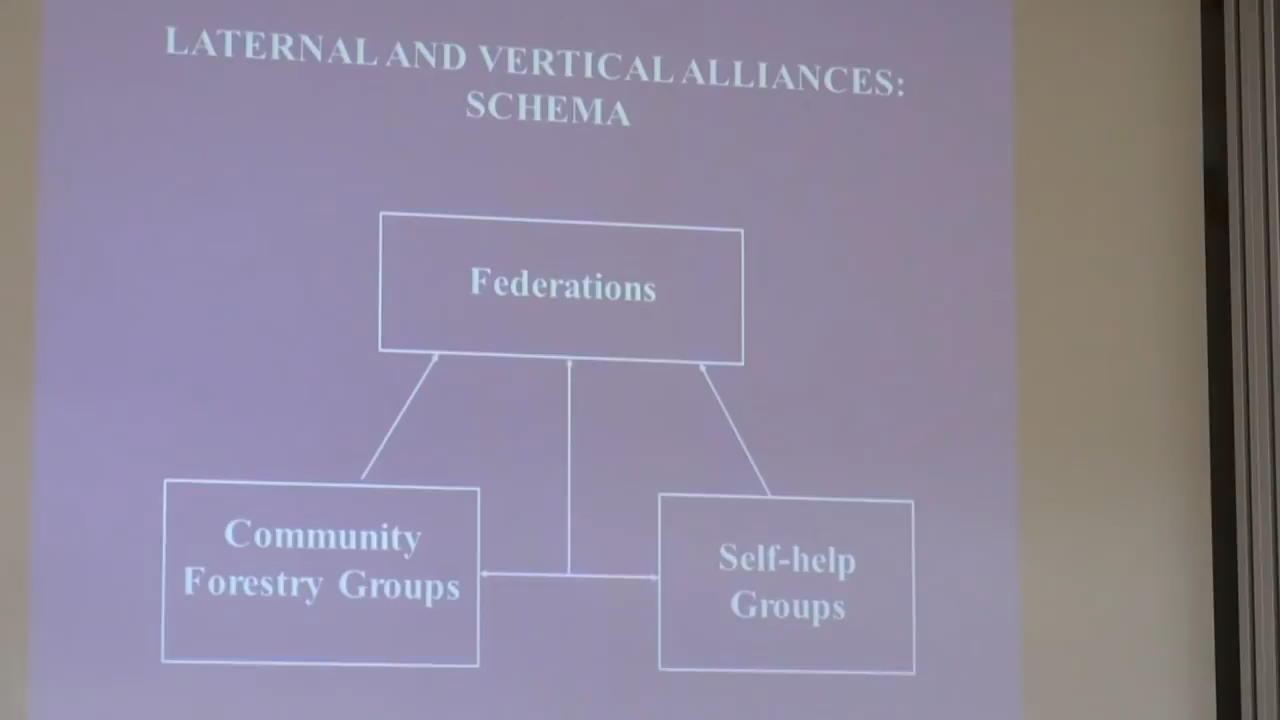 LATERNAL AND VERTICAL ALLIANCES:
SCHEMA
Federations
Community
Forestry Groups
Self-help
Groups